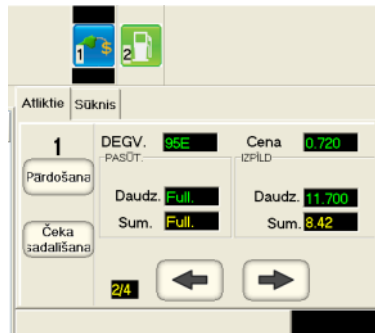 1 $ 2
Atliktie Sūknis
1 DEGV. 95E Cena 0.720
PASŪT. IZPILD
Pārdošana
Daudz. Full. Daudz. 11.700
Sum. Full. Sum. 8.42
Čeka
sadalīšana
2/4